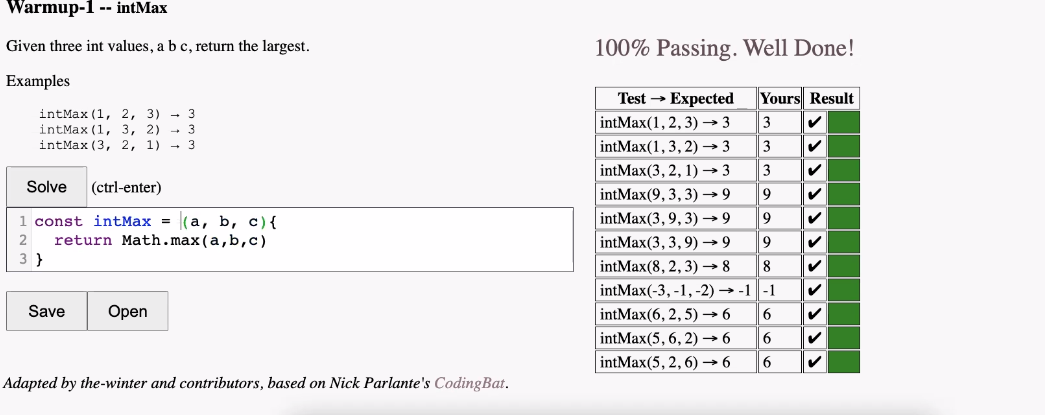 Warmup-1 -- intMax
Given three int values, a b c, return the largest.
Examples
intMax(1, 2, 3) → 3
intMax(1, 3, 2) → 3
intMax(3, 2, 1) → 3
Solve (ctrl-enter)
1 const intMax = (a, b, c){
2 return Math.max(a,b,c)
3 }
Save Open
Adapted by the-winter and contributors, based on Nick Parlante's CodingBat.
100% Passing. Well Done!
Test → Expected Yours Result
intMax(1, 2, 3) → 3 3 ✔
intMax(1, 3, 2) → 3 3 ✔
intMax(3, 2, 1) → 3 3 ✔
intMax(9, 3, 3) → 9 9 ✔
intMax(3, 9, 3) → 9 9 ✔
intMax(3, 3, 9) → 9 9 ✔
intMax(8, 2, 3) → 8 8 ✔
intMax(-3, -1, -2) → -1 -1 ✔
intMax(6, 2, 5) → 6 6 ✔
intMax(5, 6, 2) → 6 6 ✔
intMax(5, 2, 6) → 6 6 ✔